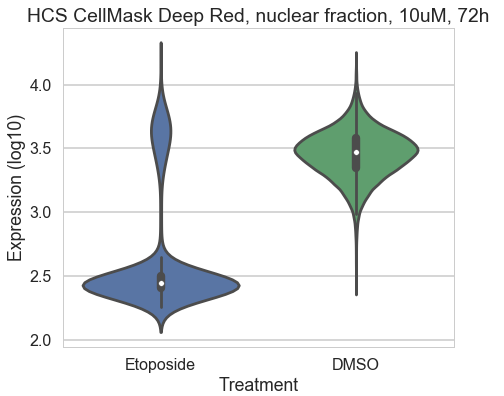 HCS CellMask Deep Red, nuclear fraction, 10uM, 72h
Expression (log10)
4.0
3.5
3.0
2.5
2.0
Etoposide DMSO
Treatment